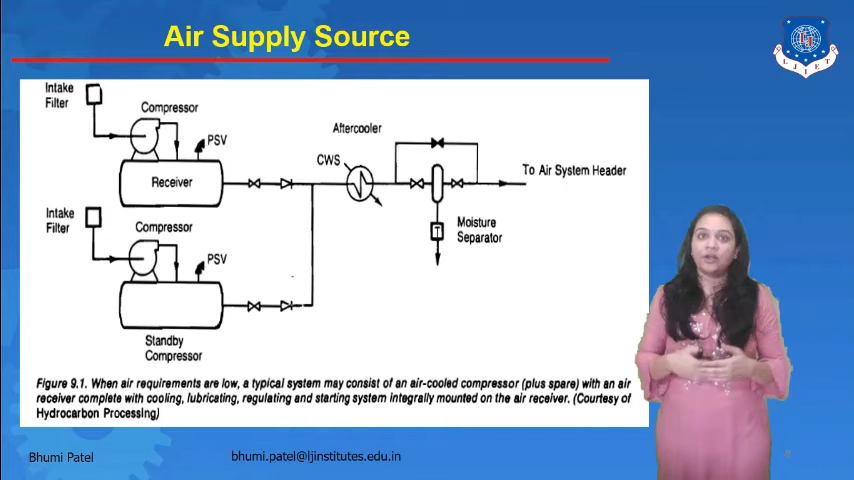 Air Supply Source
LJIET
Intake
Filter
Compressor
PSV
Receiver
Aftercooler
CWS
To Air System Header
Moisture
Separator
T
Intake
Filter
Compressor
PSV
Standby
Compressor
Figure 9.1. When air requirements are low, a typical system may consist of an air-cooled compressor (plus spare) with an air
receiver complete with cooling, lubricating, regulating and starting system integrally mounted on the air receiver. (Courtesy of
Hydrocarbon Processing)
Bhumi Patel
bhumi.patel@ljinstitutes.edu.in